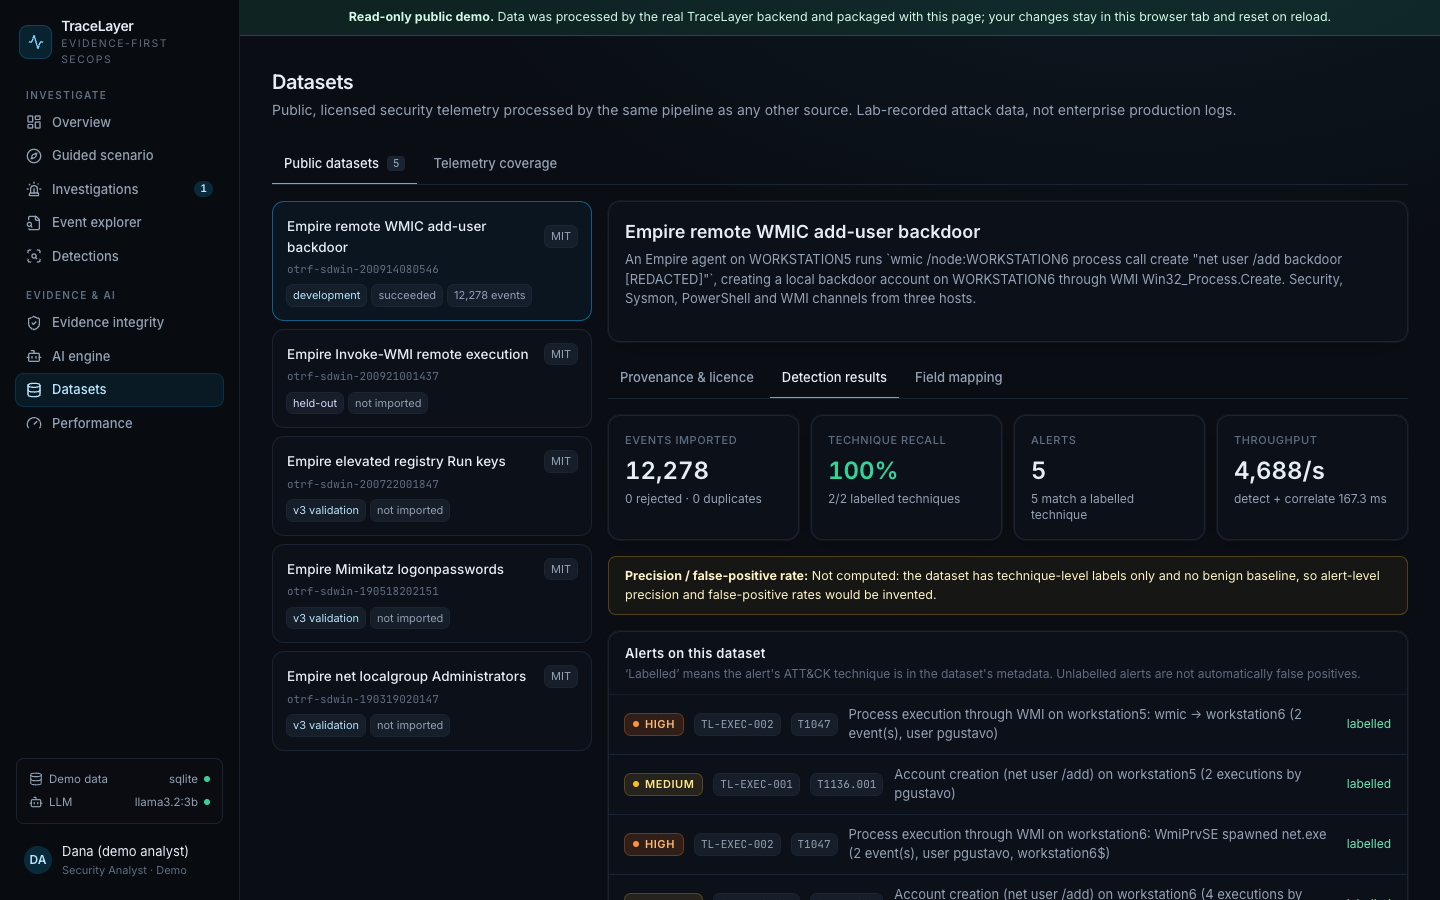 TraceLayer
EVIDENCE-FIRST
SECOPS
INVESTIGATE
Overview
Guided scenario
Investigations 1
Event explorer
Detections
EVIDENCE & AI
Evidence integrity
AI engine
Datasets
Performance
Demo data sqlite
LLM llama3.2:3b
DA
Dana (demo analyst)
Security Analyst · Demo
Read-only public demo. Data was processed by the real TraceLayer backend and packaged with this page; your changes stay in this browser tab and reset on reload.
Datasets
Public, licensed security telemetry processed by the same pipeline as any other source. Lab-recorded attack data, not enterprise production logs.
Public datasets 5 Telemetry coverage
Empire remote WMIC add-user
backdoor
MIT
otrf-sdwin-200914080546
development succeeded 12,278 events
Empire Invoke-WMI remote execution MIT
otrf-sdwin-200921001437
held-out not imported
Empire elevated registry Run keys MIT
otrf-sdwin-200722001847
v3 validation not imported
Empire Mimikatz logonpasswords MIT
otrf-sdwin-190518202151
v3 validation not imported
Empire net localgroup Administrators MIT
otrf-sdwin-190319020147
v3 validation not imported
Empire remote WMIC add-user backdoor
An Empire agent on WORKSTATION5 runs `wmic /node:WORKSTATION6 process call create "net user /add backdoor
[REDACTED]"`, creating a local backdoor account on WORKSTATION6 through WMI Win32_Process.Create. Security,
Sysmon, PowerShell and WMI channels from three hosts.
Provenance & licence Detection results Field mapping
EVENTS IMPORTED
12,278
0 rejected · 0 duplicates
TECHNIQUE RECALL
100%
2/2 labelled techniques
ALERTS
5
5 match a labelled
technique
THROUGHPUT
4,688/s
detect + correlate 167.3 ms
Precision / false-positive rate: Not computed: the dataset has technique-level labels only and no benign baseline, so alert-level
precision and false-positive rates would be invented.
Alerts on this dataset
‘Labelled’ means the alert's ATT&CK technique is in the dataset's metadata. Unlabelled alerts are not automatically false positives.
HIGH TL-EXEC-002 T1047 Process execution through WMI on workstation5: wmic → workstation6 (2
event(s), user pgustavo) labelled
MEDIUM TL-EXEC-001 T1136.001 Account creation (net user /add) on workstation5 (2 executions by
pgustavo) labelled
HIGH TL-EXEC-002 T1047 Process execution through WMI on workstation6: WmiPrvSE spawned net.exe
(2 event(s), user pgustavo, workstation6$) labelled
Account creation (net user /add) on workstation6 (4 executions by